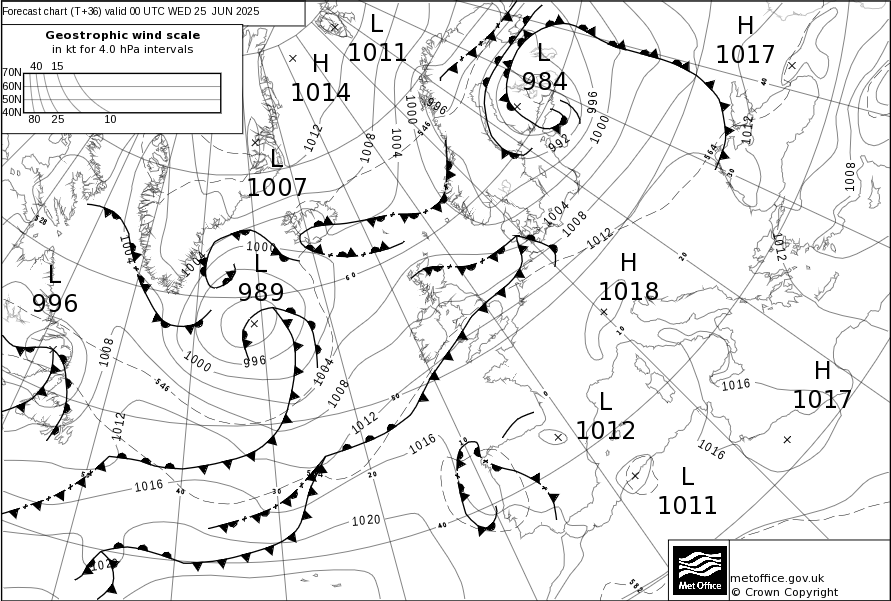 Forecast chart (T+36) valid 00 UTC WED 25 JUN 2025
Geostrophic wind scale
in kt for 4.0 hPa intervals
40 15
70N
60N
50N
40N
80 25 10
L
1011
H
1014
L
984
H
1017
L
1007
L
996
L
989
H
1018
H
1017
L
1012
L
1011
1012
1008
1004
1000
996
546
992
996
1000
564
1012
1008
1012
1004
1008
1012
528
1004
1004
1000
996
1000
1004
1008
1008
1012
546
1012
1016
1016
1020
1016
1016
60
50
40
30
20
10
0
40
30
20
10
40
metoffice.gov.uk
© Crown Copyright
Met Office